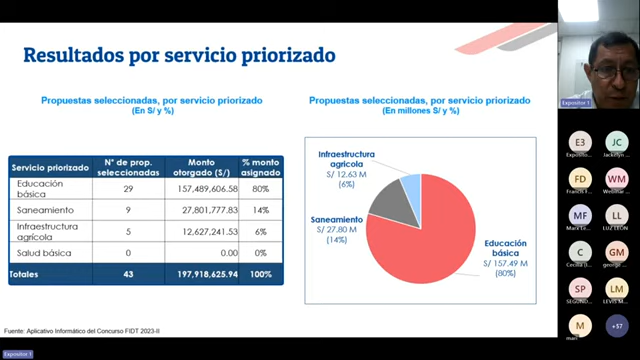 Resultados por servicio priorizado
Propuestas seleccionadas, por servicio priorizado
(En S/ y %)
Servicio priorizado
N° de prop. seleccionadas
Monto otorgado (S/)
% monto asignado
Educación básica
29
157,489,606.58
80%
Saneamiento
9
27,801,777.83
14%
Infraestructura agrícola
5
12,627,241.53
6%
Salud básica
0
0.00
0%
Totales
43
197,918,625.94
100%
Propuestas seleccionadas, por servicio priorizado
(En millones S/ y %)
Infraestructura
agrícola
S/ 12.63 M
(6%)
Saneamiento
S/ 27.80 M
(14%)
Educación
básica
S/ 157.49 M
(80%)
Fuente: Aplicativo Informático del Concurso FIDT 2023-II
Expositor 1
Expositor 1
E3
JC
Exposito...
Jackelyn ...
FD
WM
Francis F...
Webinar ...
MF
LL
LUZ LEON
C
GM
Cecilia (I...
george ...
SP
LM
SEGUND...
LEVIS M...
M
+57
mari